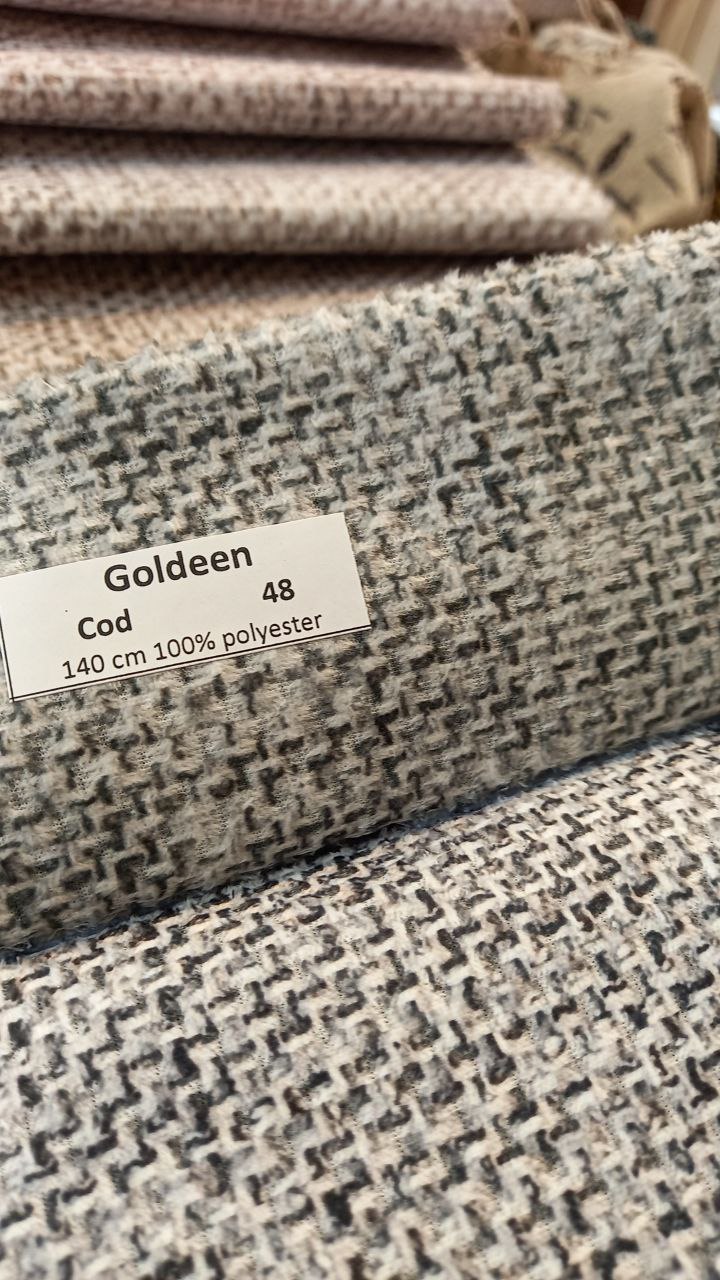 Goldeen
Cod 48
140 cm 100% polyester